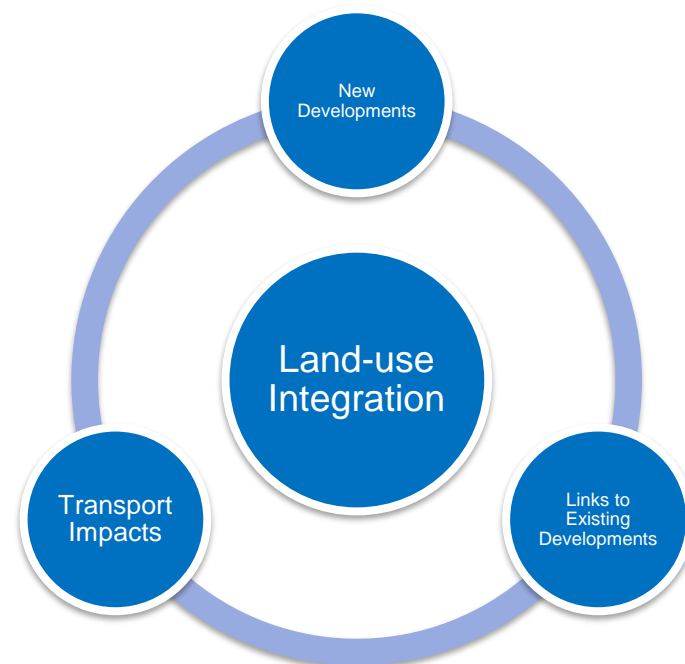 New
Developments
Land-use
Integration
Transport
Impacts
Links to
Existing
Developments